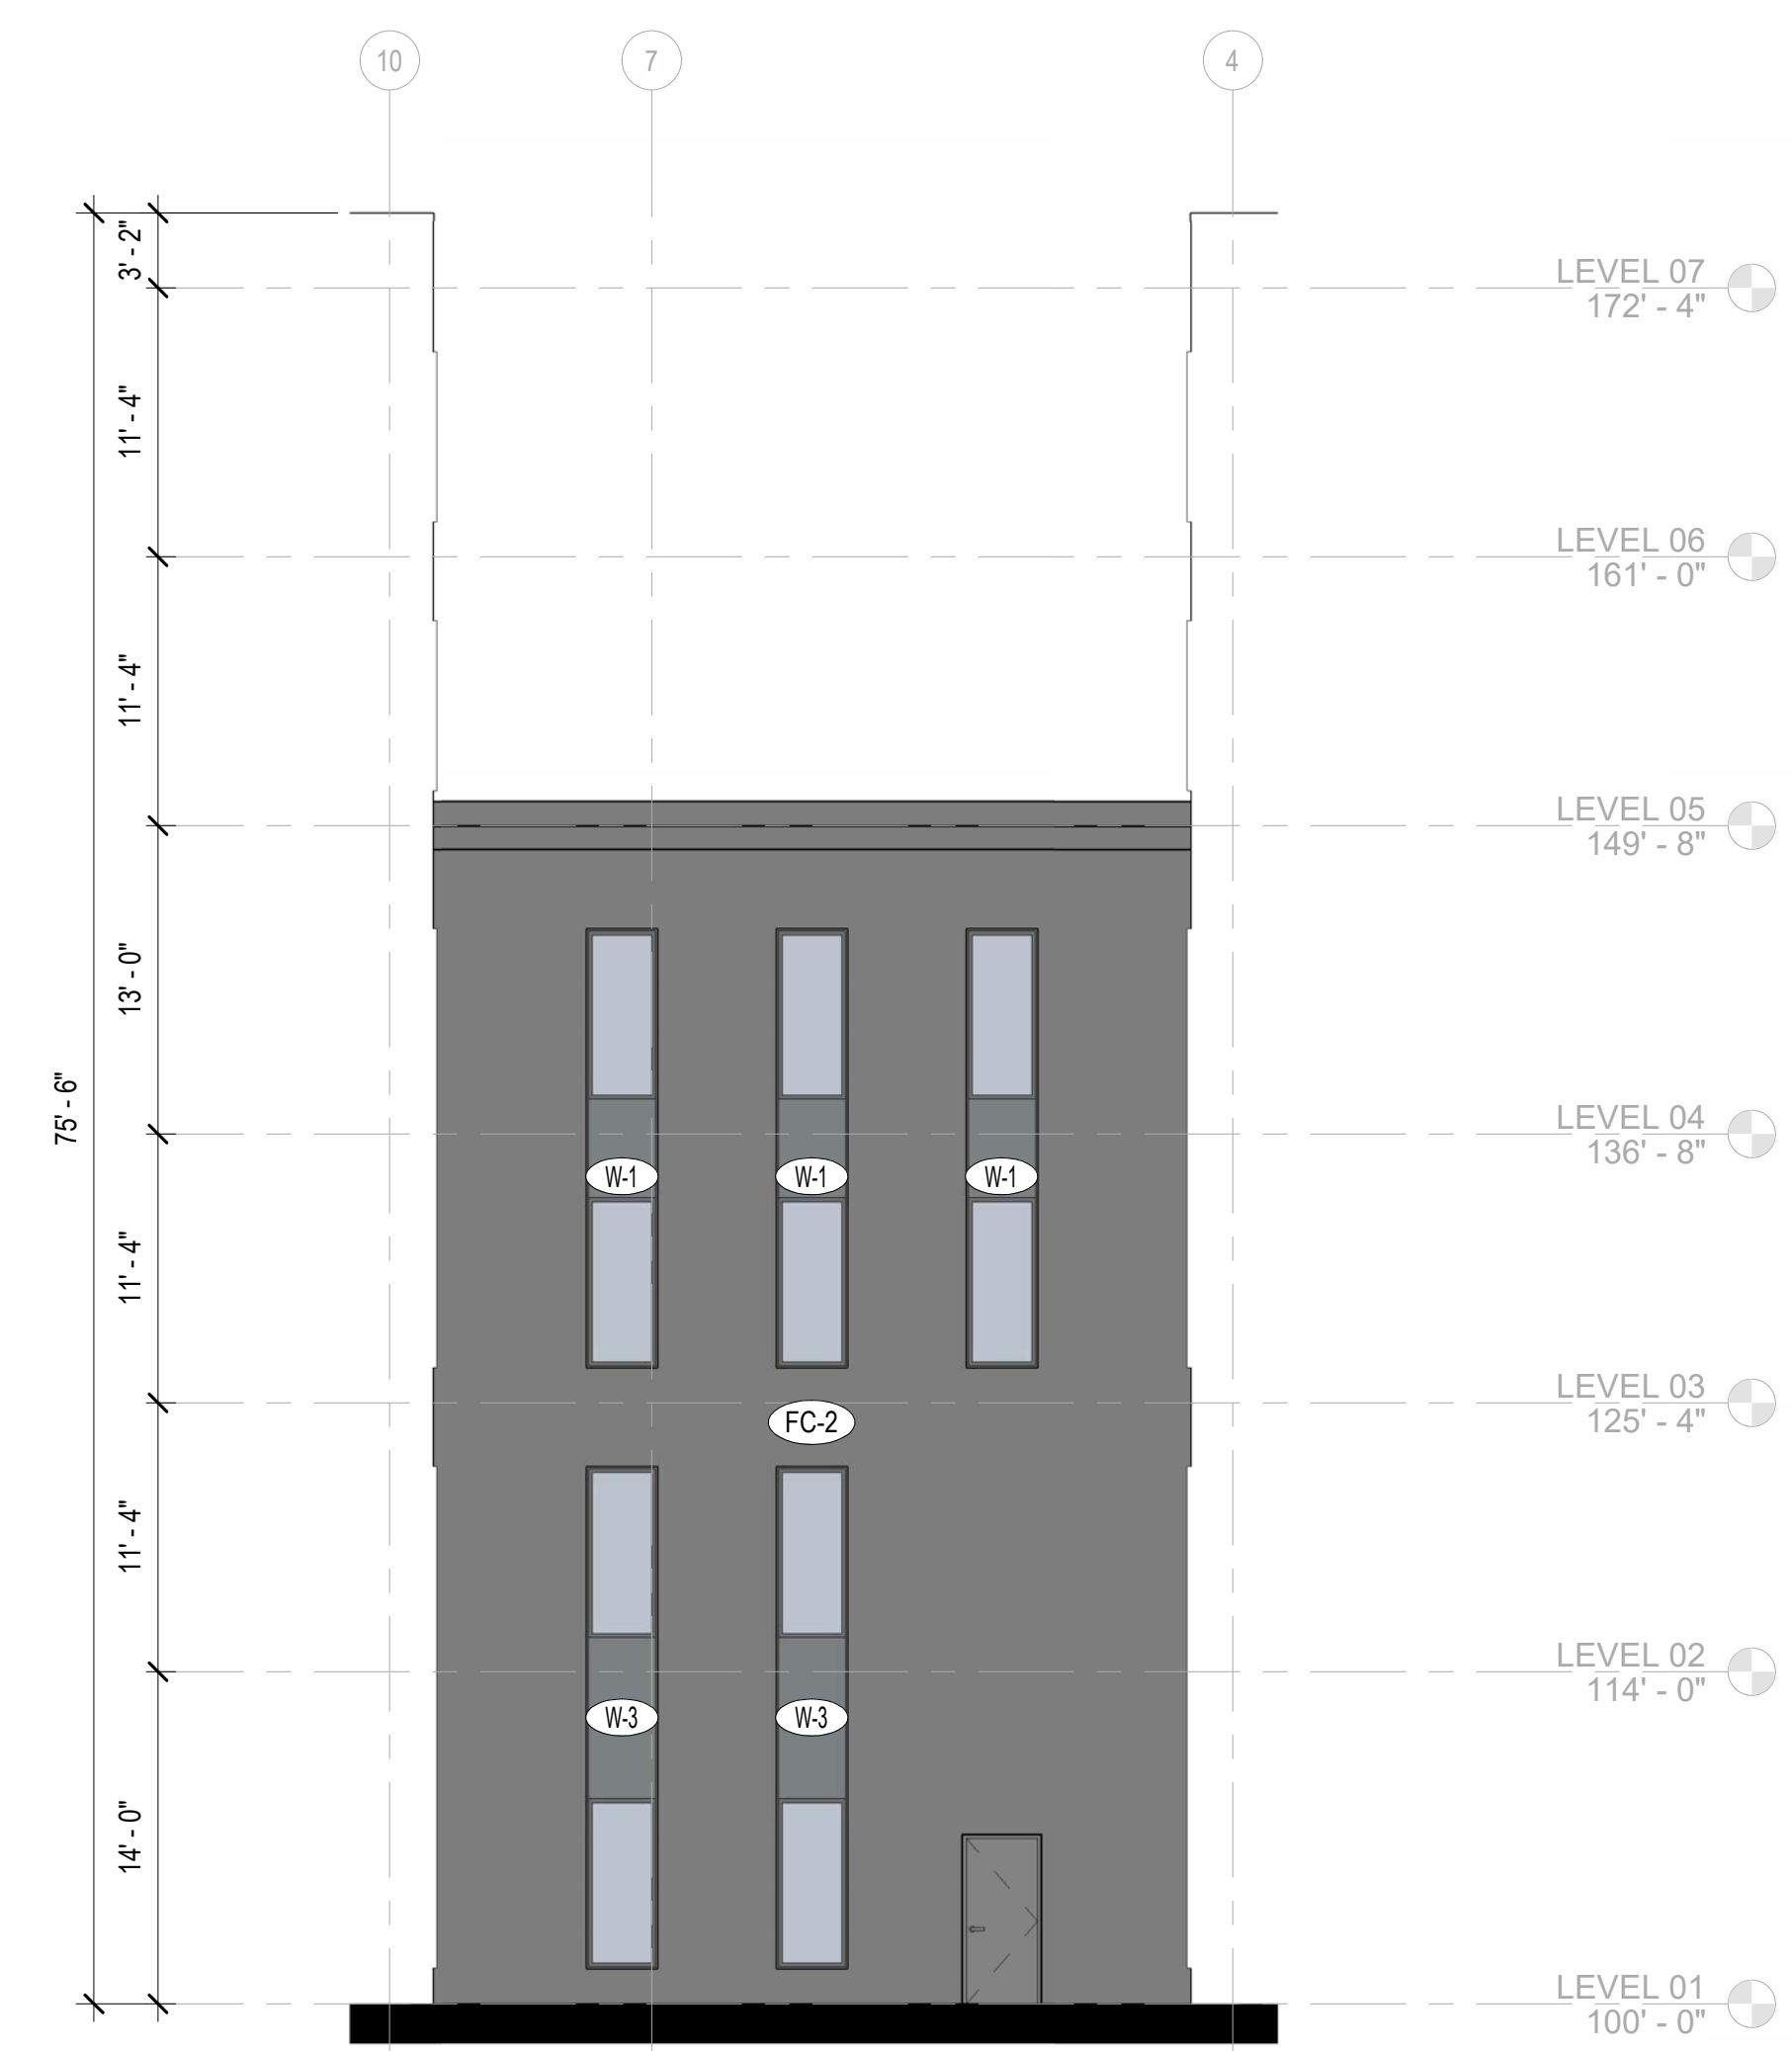 10
7
4
3' - 2"
LEVEL 07
172' - 4"
11' - 4"
LEVEL 06
161' - 0"
11' - 4"
LEVEL 05
149' - 8"
13' - 0"
75' - 6"
LEVEL 04
136' - 8"
W-1
W-1
W-1
11' - 4"
LEVEL 03
125' - 4"
FC-2
11' - 4"
LEVEL 02
114' - 0"
W-3
W-3
14' - 0"
LEVEL 01
100' - 0"